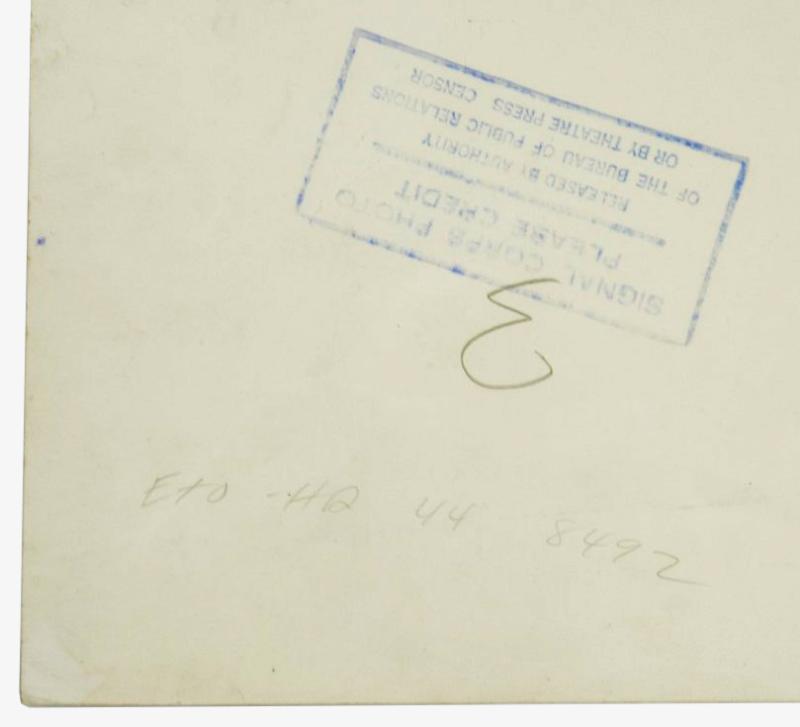 SIGNAL CORPS PHOTO
PLEASE CREDIT
RELEASED BY AUTHORITY
OF THE BUREAU OF PUBLIC RELATIONS
OR BY THEATRE PRESS CENSOR
3
ETO -HQ 44 8492